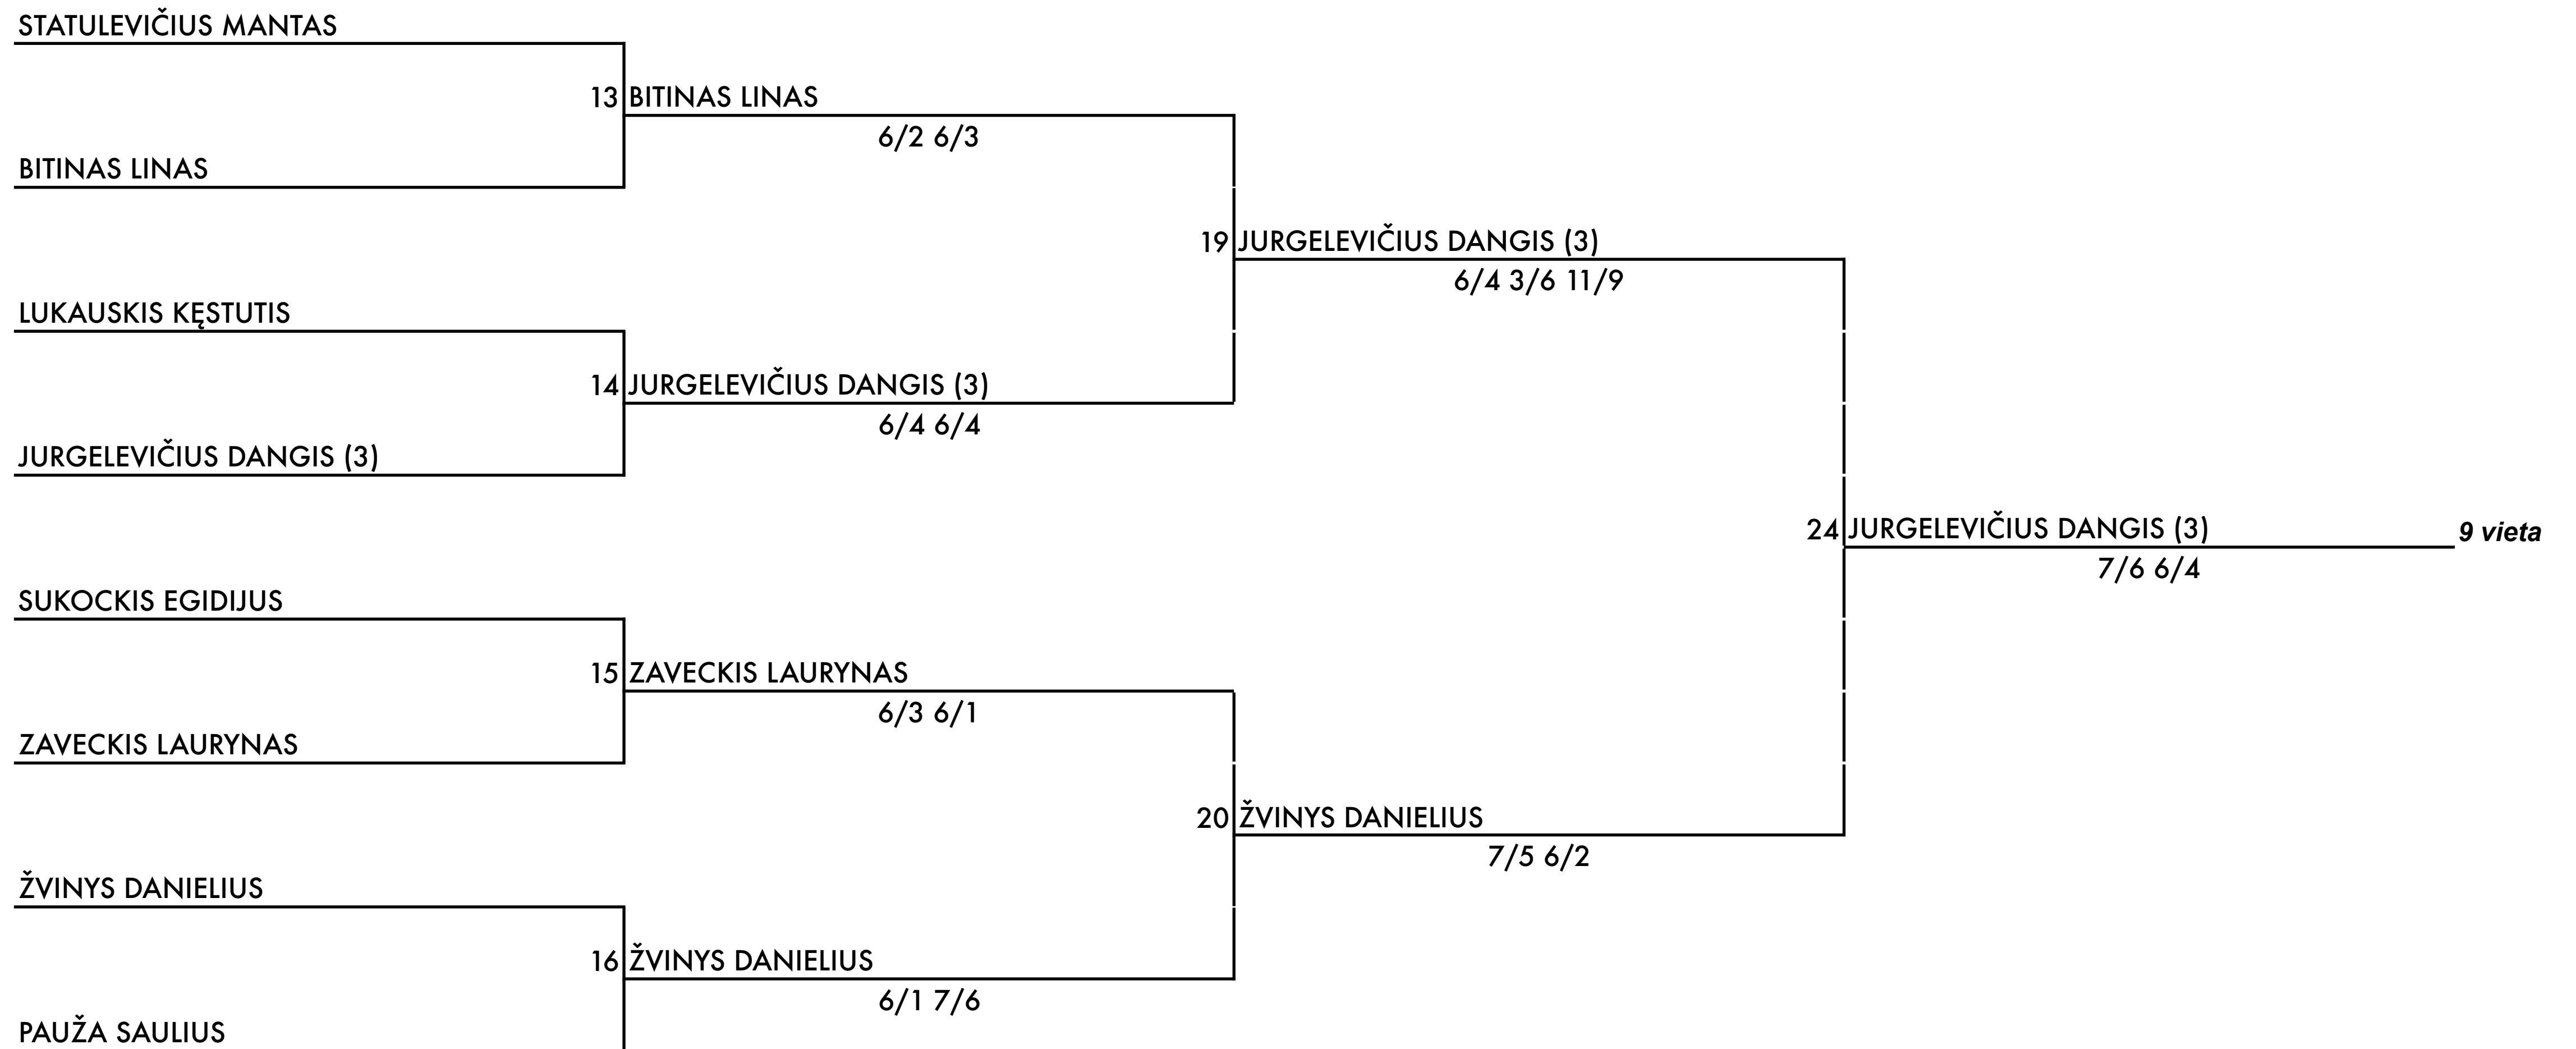 STATULEVIČIUS MANTAS
13 BITINAS LINAS
6/2 6/3
BITINAS LINAS
19 JURGELEVIČIUS DANGIS (3)
6/4 3/6 11/9
LUKAUSKIS KĘSTUTIS
14 JURGELEVIČIUS DANGIS (3)
6/4 6/4
JURGELEVIČIUS DANGIS (3)
24 JURGELEVIČIUS DANGIS (3) 9 vieta
7/6 6/4
SUKOCKIS EGIDIJUS
15 ZAVECKIS LAURYNAS
6/3 6/1
ZAVECKIS LAURYNAS
20 ŽVINYS DANIELIUS
7/5 6/2
ŽVINYS DANIELIUS
16 ŽVINYS DANIELIUS
6/1 7/6
PAUŽA SAULIUS